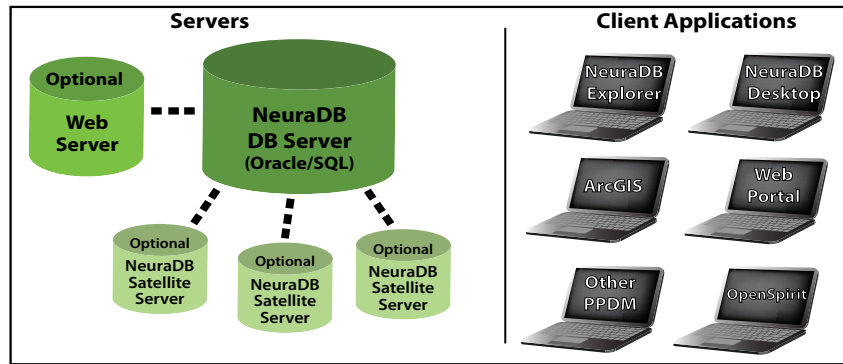 Servers
Client Applications
Optional
Web
Server
NeuraDB
DB Server
(Oracle/SQL)
Optional
NeuraDB
Satellite
Server
Optional
NeuraDB
Satellite
Server
Optional
NeuraDB
Satellite
Server
NeuraDB
Explorer
NeuraDB
Desktop
ArcGIS
Web
Portal
Other
PPDM
OpenSpirit